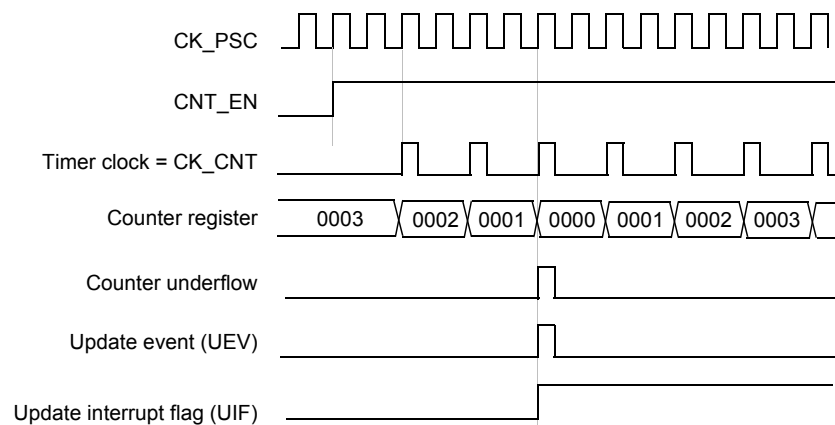 CK_PSC
CNT_EN
Timer clock = CK_CNT
Counter register 0003 0002 0001 0000 0001 0002 0003
Counter underflow
Update event (UEV)
Update interrupt flag (UIF)